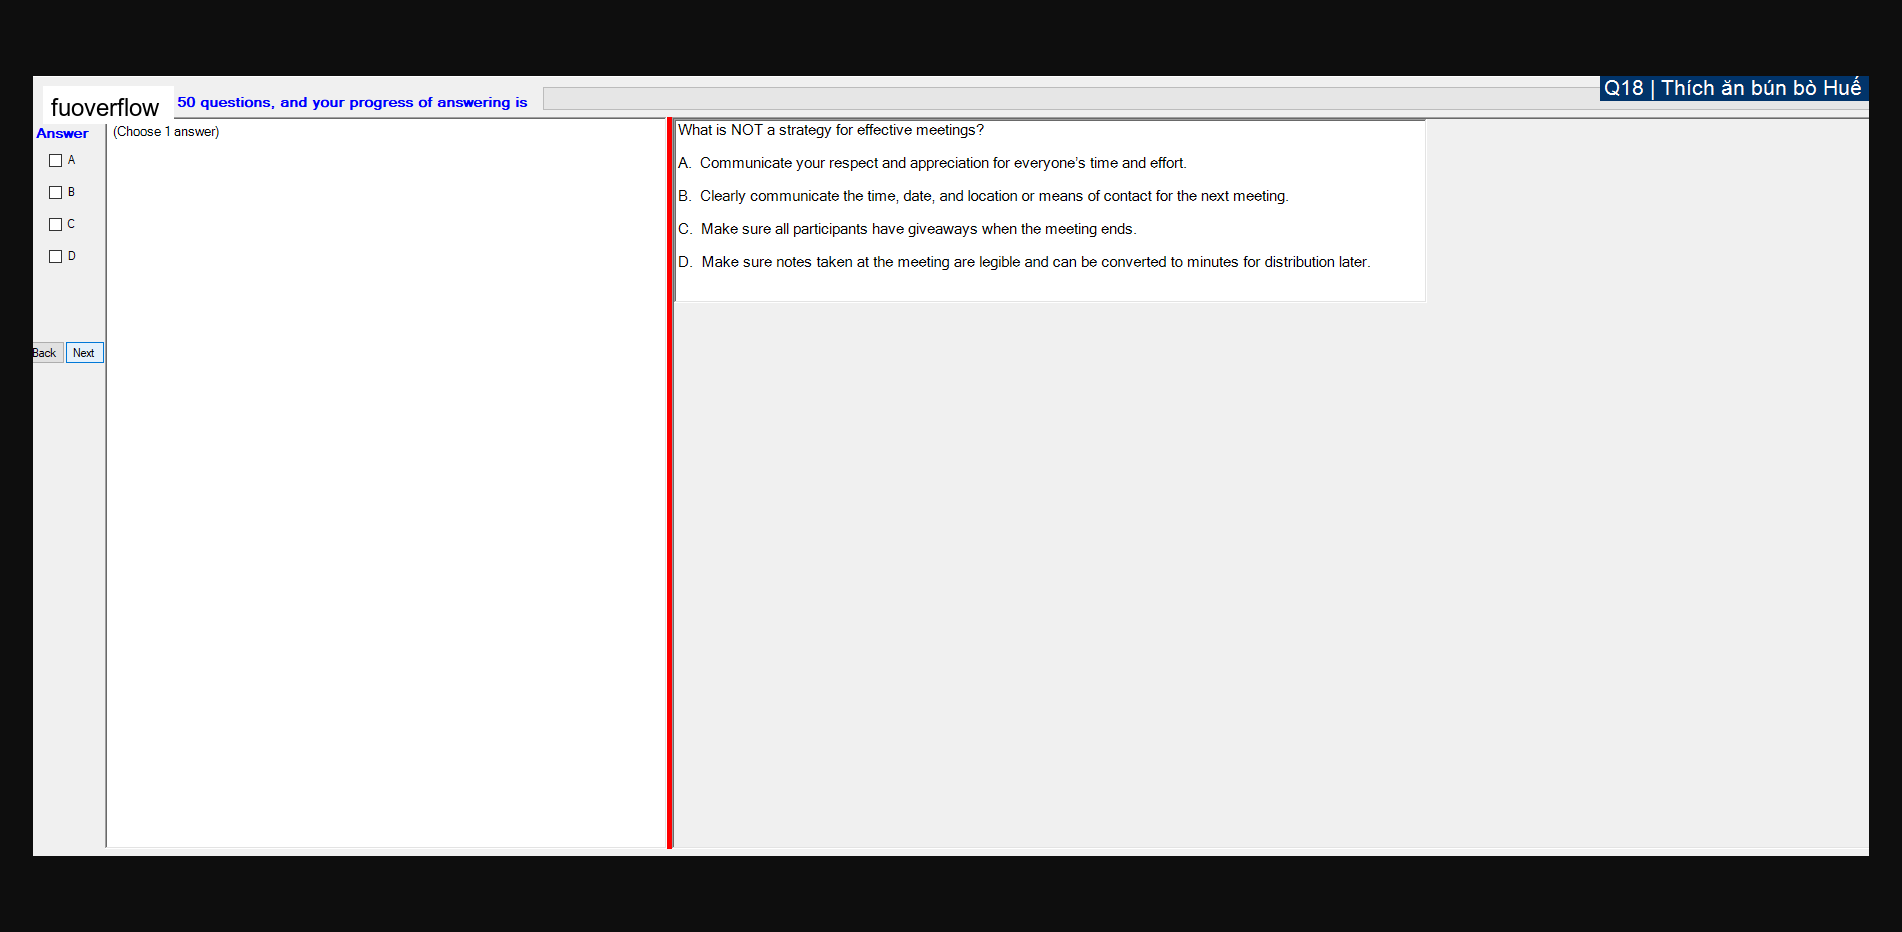 Q18 | Thích ăn bún bò Huế
fuoverflow
50 questions, and your progress of answering is
Answer
(Choose 1 answer)
A
B
C
D
Back
Next
What is NOT a strategy for effective meetings?
A. Communicate your respect and appreciation for everyone's time and effort.
B. Clearly communicate the time, date, and location or means of contact for the next meeting.
C. Make sure all participants have giveaways when the meeting ends.
D. Make sure notes taken at the meeting are legible and can be converted to minutes for distribution later.